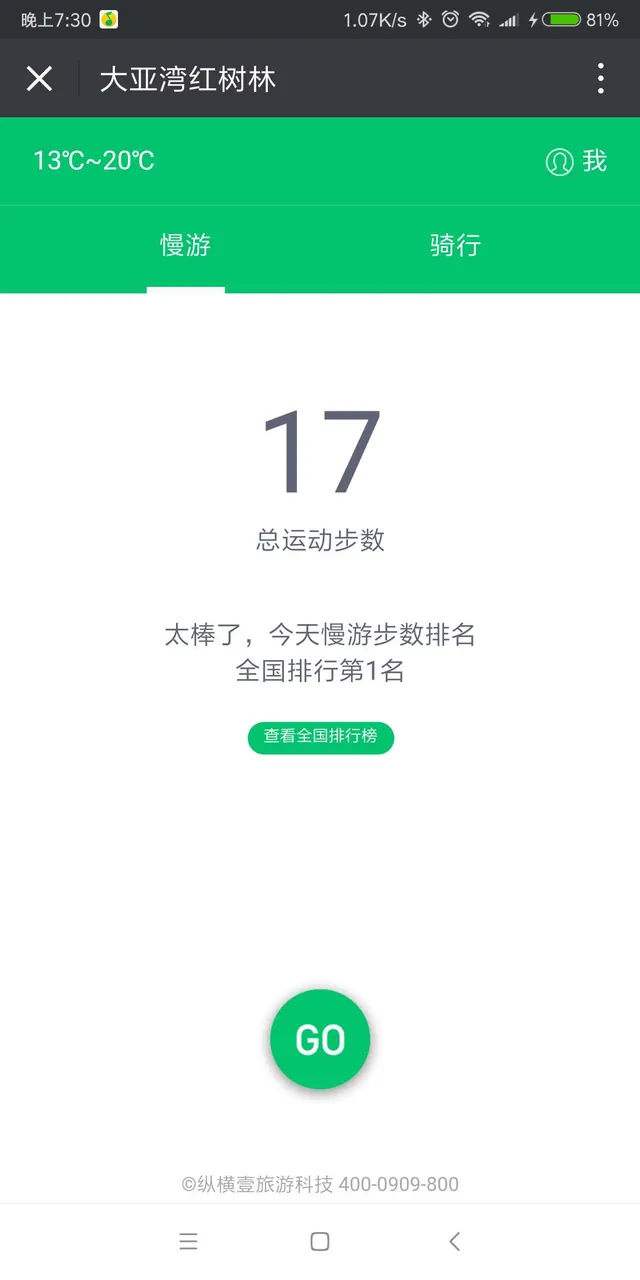 晚上7:30 1.07K/s 81%
大亚湾红树林
13℃~20℃ 我
慢游 骑行
17
总运动步数
太棒了，今天慢游步数排名
全国排行第1名
查看全国排行榜
GO
©纵横壹旅游科技 400-0909-800